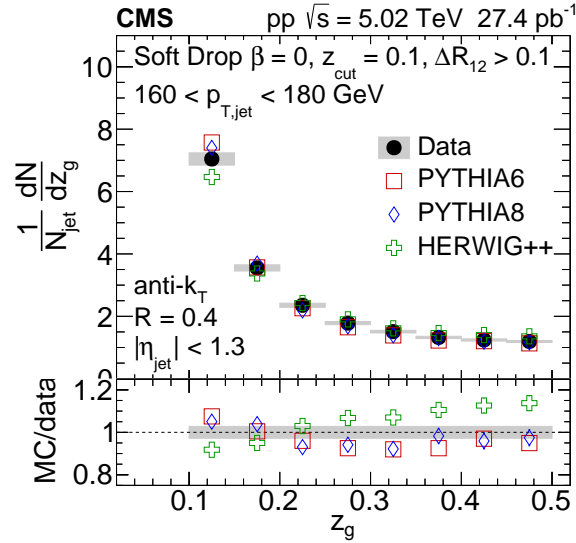 CMS pp √s = 5.02 TeV 27.4 pb⁻¹
Soft Drop β = 0, z_cut = 0.1, ΔR₁₂ > 0.1
160 < p_T,jet < 180 GeV
Data
PYTHIA6
PYTHIA8
HERWIG++
anti-k_T
R = 0.4
|η_jet| < 1.3
1/N_jet dN/dz_g
10
8
6
4
2
MC/data
1.2
1
0.8
0.1 0.2 0.3 0.4 0.5
z_g